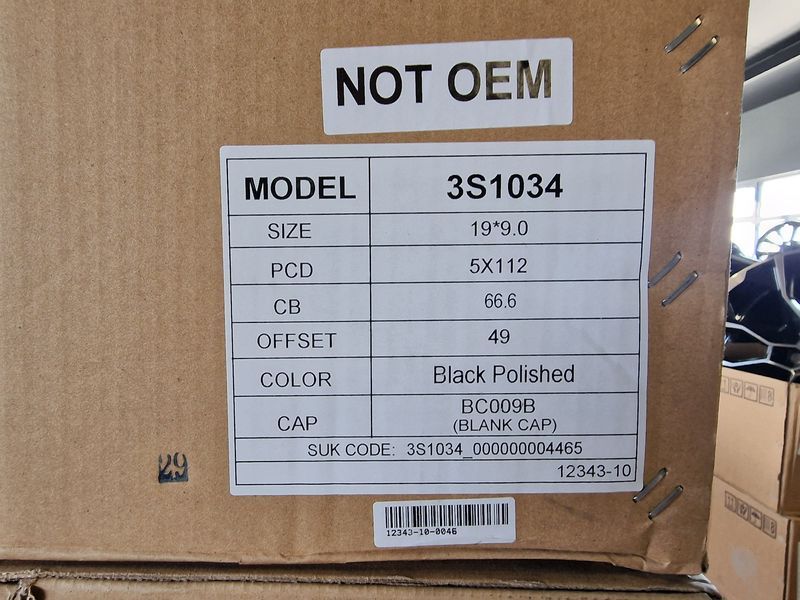 NOT OEM
MODEL 3S1034
SIZE 19*9.0
PCD 5X112
CB 66.6
OFFSET 49
COLOR Black Polished
CAP BC009B
(BLANK CAP)
SUK CODE: 3S1034_000000004465
12343-10
29
12343-10-0046